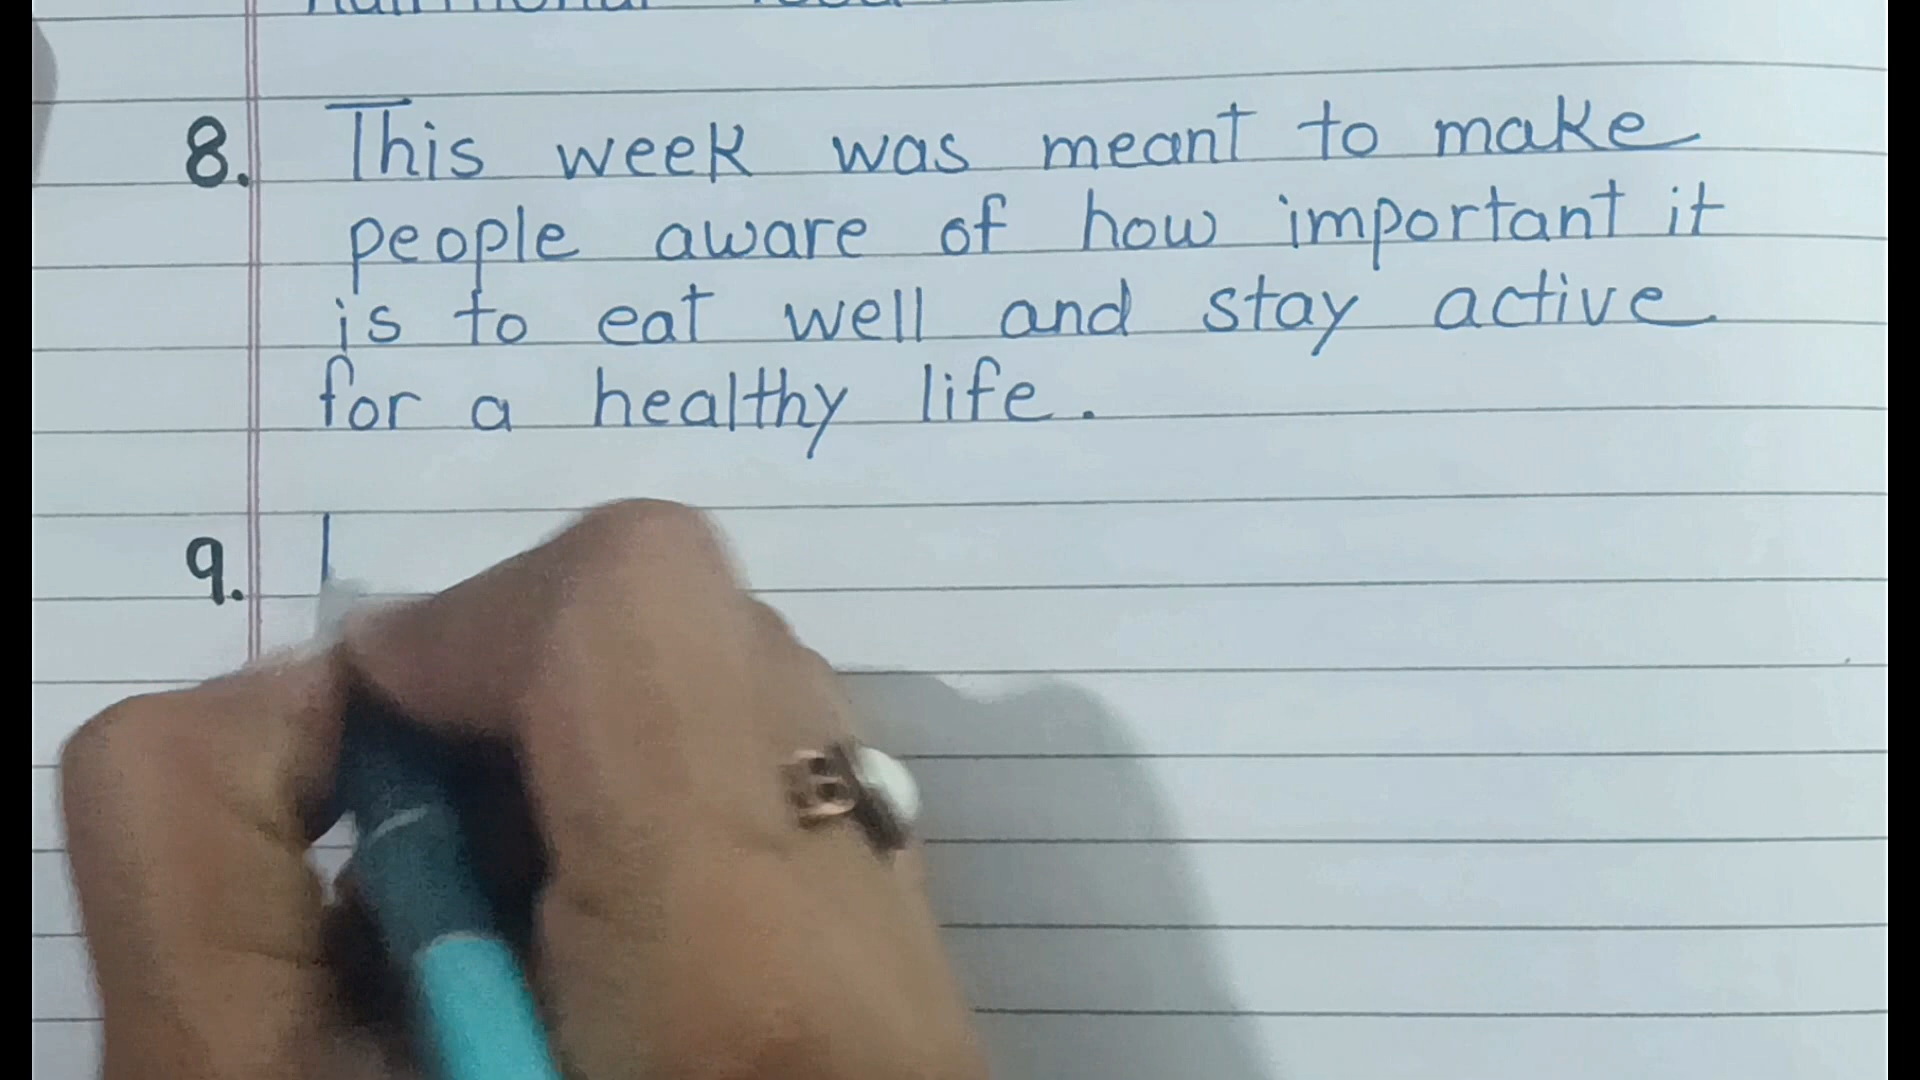 8. This week was meant to make
people aware of how important it
is to eat well and stay active
for a healthy life.
9.